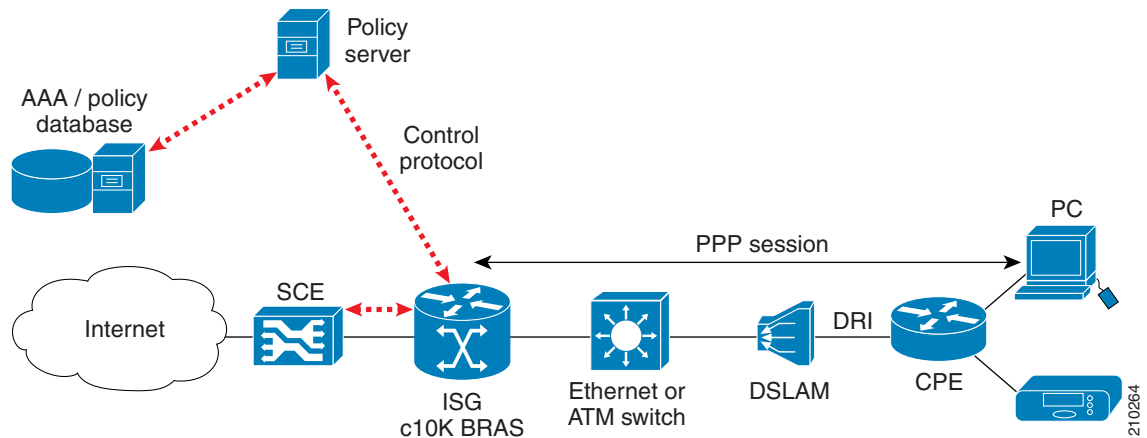 Policy
server
AAA / policy
database
Control
protocol
PC
PPP session
SCE
Internet
DRI
ISG
c10K BRAS
Ethernet or
ATM switch
DSLAM
CPE
210264